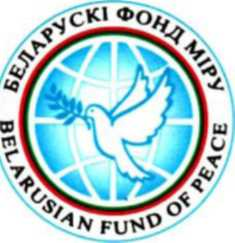 БЕЛАРУСКІ ФОНД МІРУ
BELARUSIAN FUND OF PEACE